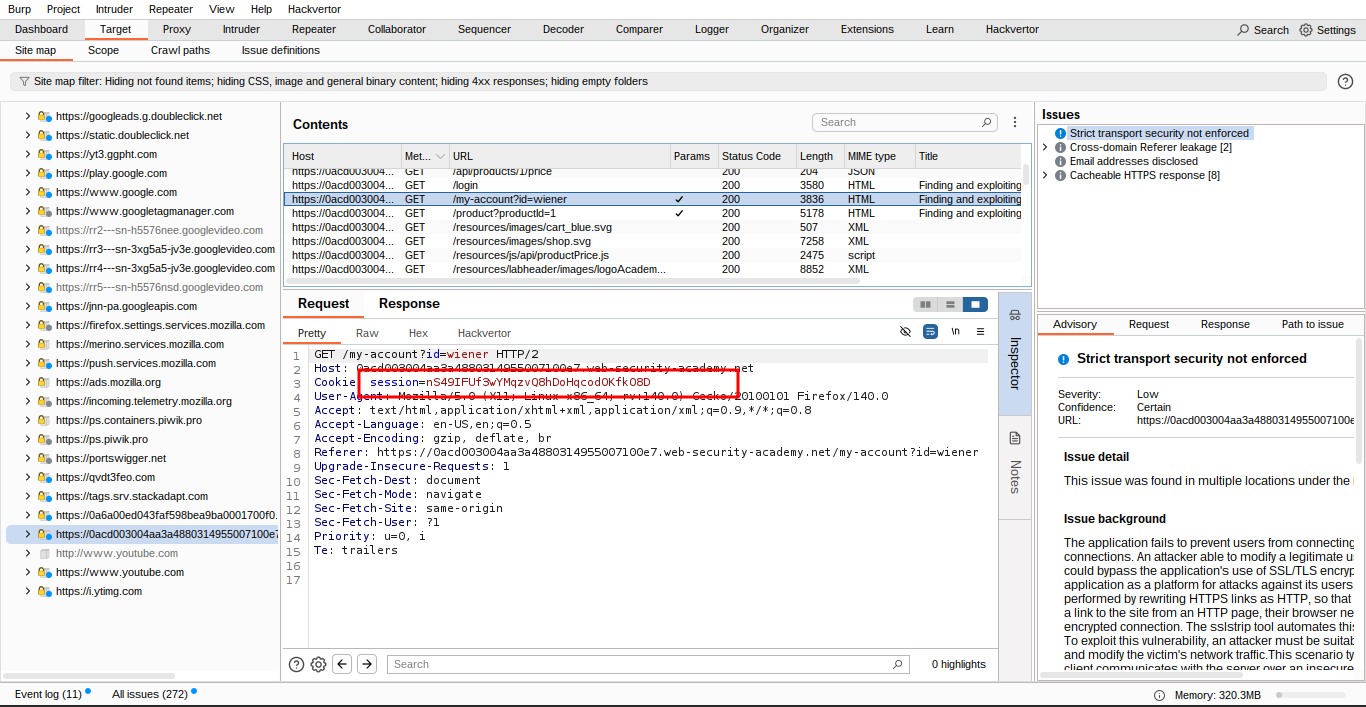 Burp Project Intruder Repeater View Help Hackvertor
Dashboard Target Proxy Intruder Repeater Collaborator Sequencer Decoder Comparer Logger Organizer Extensions Learn Hackvertor Search Settings
Site map Scope Crawl paths Issue definitions
Site map filter: Hiding not found items; hiding CSS, image and general binary content; hiding 4xx responses; hiding empty folders
https://googleads.g.doubleclick.net
https://static.doubleclick.net
https://yt3.ggpht.com
https://play.google.com
https://www.google.com
https://www.googletagmanager.com
https://rr2---sn-h5576nee.googlevideo.com
https://rr3---sn-3xg5a5-jv3e.googlevideo.com
https://rr4---sn-3xg5a5-jv3e.googlevideo.com
https://rr5---sn-h5576nsd.googlevideo.com
https://jnn-pa.googleapis.com
https://firefox.settings.services.mozilla.com
https://merino.services.mozilla.com
https://push.services.mozilla.com
https://ads.mozilla.org
https://incoming.telemetry.mozilla.org
https://ps.containers.piwik.pro
https://ps.piwik.pro
https://portswigger.net
https://qvdt3feo.com
https://tags.srv.stackadapt.com
https://0a6a00ed043faf598bea9ba0001700f0.
https://0acd003004aa3a4880314955007100e7
http://www.youtube.com
https://www.youtube.com
https://i.ytimg.com
Contents
Search
Host Met... URL Params Status Code Length MIME type Title
https://0acd003004... GET /api/products/1/price 200 204 JSON
https://0acd003004... GET /login 200 3580 HTML Finding and exploiting
https://0acd003004... GET /my-account?id=wiener ✓ 200 3836 HTML Finding and exploiting
https://0acd003004... GET /product?productId=1 ✓ 200 5178 HTML Finding and exploiting
https://0acd003004... GET /resources/images/cart_blue.svg 200 507 XML
https://0acd003004... GET /resources/images/shop.svg 200 7258 XML
https://0acd003004... GET /resources/js/api/productPrice.js 200 2475 script
https://0acd003004... GET /resources/labheader/images/logoAcadem... 200 8852 XML
Request Response
Pretty Raw Hex Hackvertor \n
1 GET /my-account?id=wiener HTTP/2
2 Host: 0acd003004aa3a4880314955007100e7.web-security-academy.net
3 Cookie: session=nS49IFUf3wYMqzvQ8hDoHqcodOKfkO8D
4 User-Agent: Mozilla/5.0 (X11; Linux x86_64; rv:140.0) Gecko/20100101 Firefox/140.0
5 Accept: text/html,application/xhtml+xml,application/xml;q=0.9,*/*;q=0.8
6 Accept-Language: en-US,en;q=0.5
7 Accept-Encoding: gzip, deflate, br
8 Referer: https://0acd003004aa3a4880314955007100e7.web-security-academy.net/my-account?id=wiener
9 Upgrade-Insecure-Requests: 1
10 Sec-Fetch-Dest: document
11 Sec-Fetch-Mode: navigate
12 Sec-Fetch-Site: same-origin
13 Sec-Fetch-User: ?1
14 Priority: u=0, i
15 Te: trailers
16
17
Search
0 highlights
Inspector
Notes
Issues
Strict transport security not enforced
Cross-domain Referer leakage [2]
Email addresses disclosed
Cacheable HTTPS response [8]
Advisory Request Response Path to issue
Strict transport security not enforced
Severity: Low
Confidence: Certain
URL: https://0acd003004aa3a4880314955007100e
Issue detail
This issue was found in multiple locations under the
Issue background
The application fails to prevent users from connecting
connections. An attacker able to modify a legitimate u
could bypass the application's use of SSL/TLS encryp
application as a platform for attacks against its users
performed by rewriting HTTPS links as HTTP, so that
a link to the site from an HTTP page, their browser ne
encrypted connection. The sslstrip tool automates this
To exploit this vulnerability, an attacker must be suitab
and modify the victim's network traffic.This scenario ty
client communicates with the server over an insecure
Event log (11) All issues (272) Memory: 320.3MB